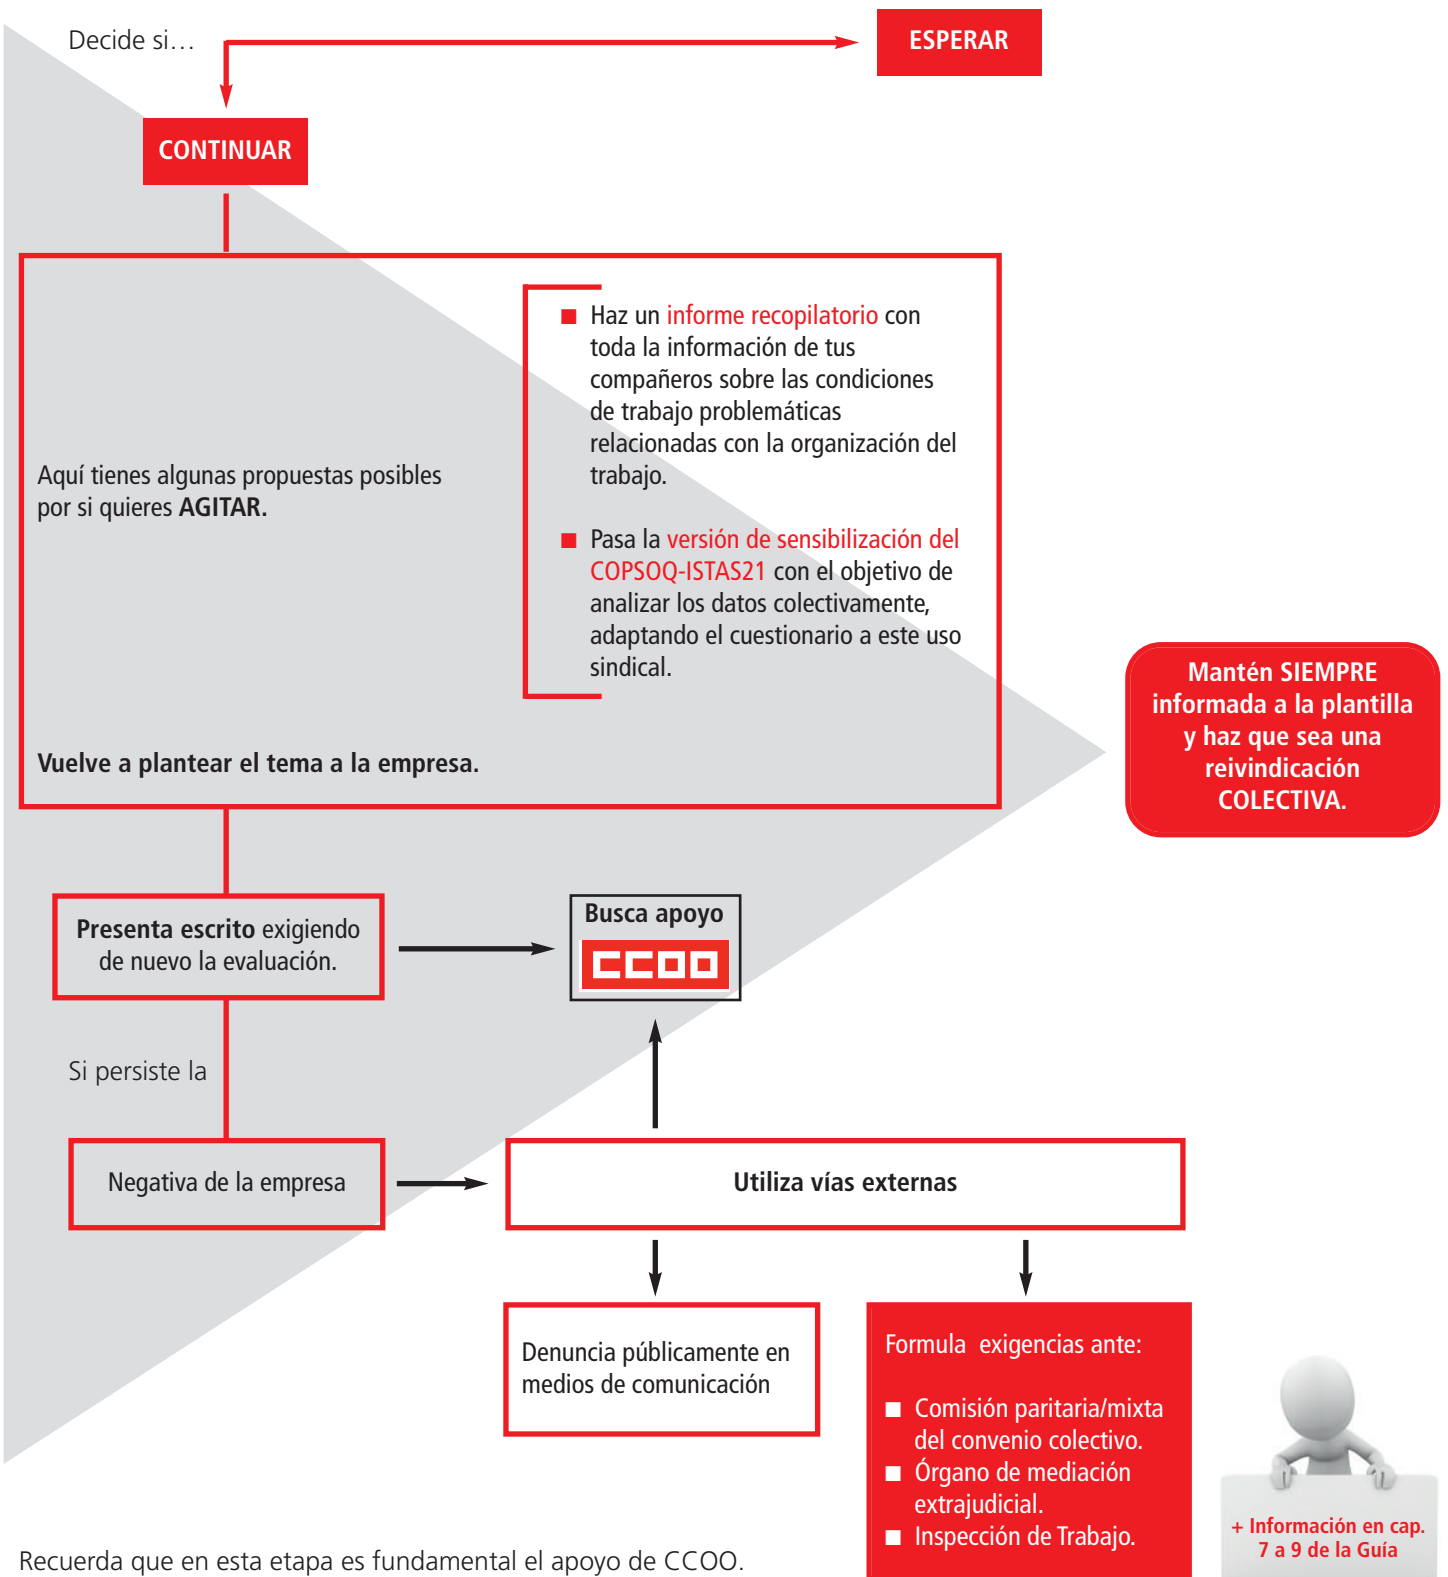 Decide si…
ESPERAR
CONTINUAR
Aquí tienes algunas propuestas posibles
por si quieres AGITAR.
■ Haz un informe recopilatorio con
toda la información de tus
compañeros sobre las condiciones
de trabajo problemáticas
relacionadas con la organización del
trabajo.
■ Pasa la versión de sensibilización del
COPSOQ-ISTAS21 con el objetivo de
analizar los datos colectivamente,
adaptando el cuestionario a este uso
sindical.
Vuelve a plantear el tema a la empresa.
Mantén SIEMPRE
informada a la plantilla
y haz que sea una
reivindicación
COLECTIVA.
Presenta escrito exigiendo
de nuevo la evaluación.
Busca apoyo
CCOO
Si persiste la
Negativa de la empresa
Utiliza vías externas
Denuncia públicamente en
medios de comunicación
Formula exigencias ante:
■ Comisión paritaria/mixta
del convenio colectivo.
■ Órgano de mediación
extrajudicial.
■ Inspección de Trabajo.
+ Información en cap.
7 a 9 de la Guía
Recuerda que en esta etapa es fundamental el apoyo de CCOO.